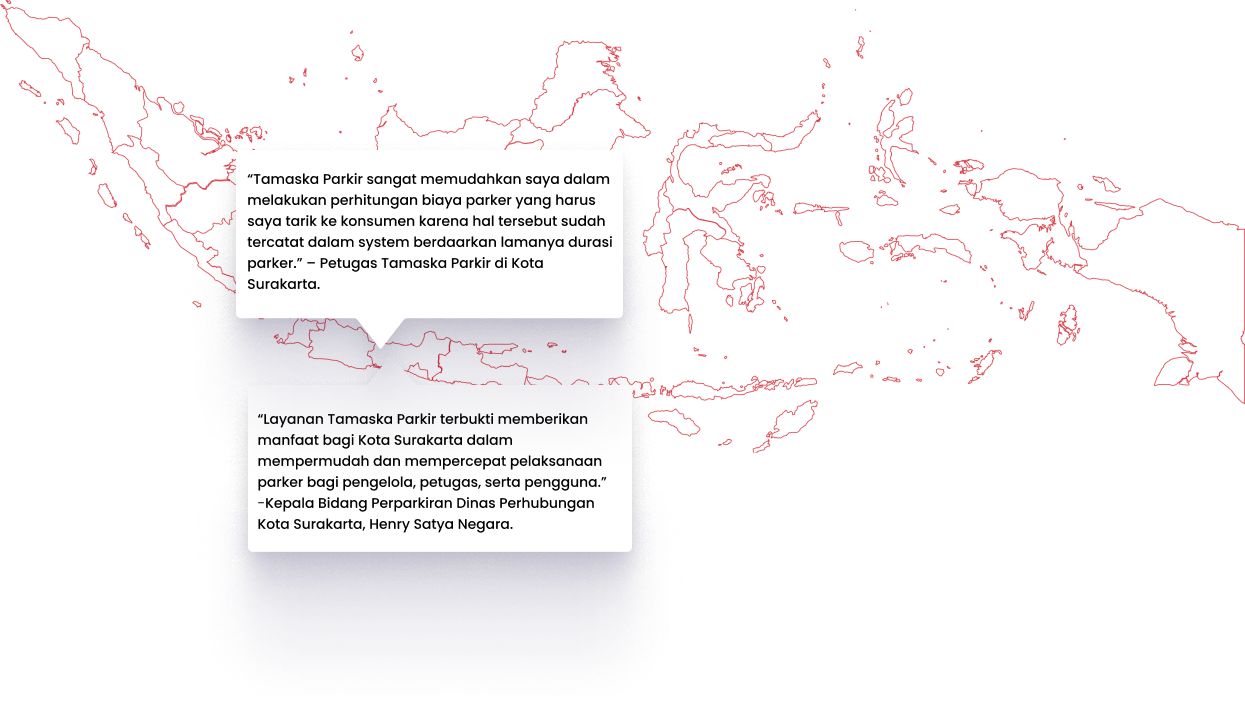 “Tamaska Parkir sangat memudahkan saya dalam
melakukan perhitungan biaya parker yang harus
saya tarik ke konsumen karena hal tersebut sudah
tercatat dalam system berdaarkan lamanya durasi
parker.” – Petugas Tamaska Parkir di Kota
Surakarta.
“Layanan Tamaska Parkir terbukti memberikan
manfaat bagi Kota Surakarta dalam
mempermudah dan mempercepat pelaksanaan
parker bagi pengelola, petugas, serta pengguna.”
-Kepala Bidang Perparkiran Dinas Perhubungan
Kota Surakarta, Henry Satya Negara.